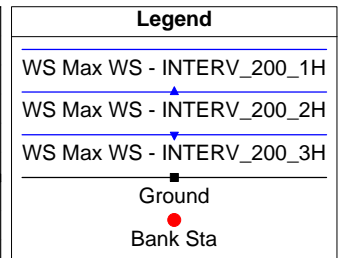 Legend
WS Max WS - INTERV_200_1H
WS Max WS - INTERV_200_2H
WS Max WS - INTERV_200_3H
Ground
Bank Sta